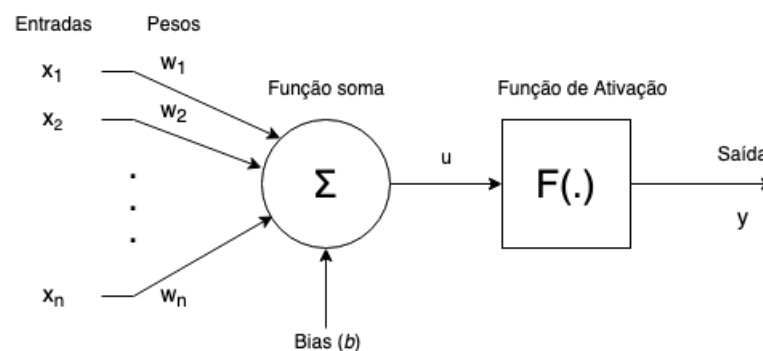 Entradas Pesos
x1 w1
Função soma Função de Ativação
x2 w2
Σ u F(.) Saída
y
xn wn
Bias (b)